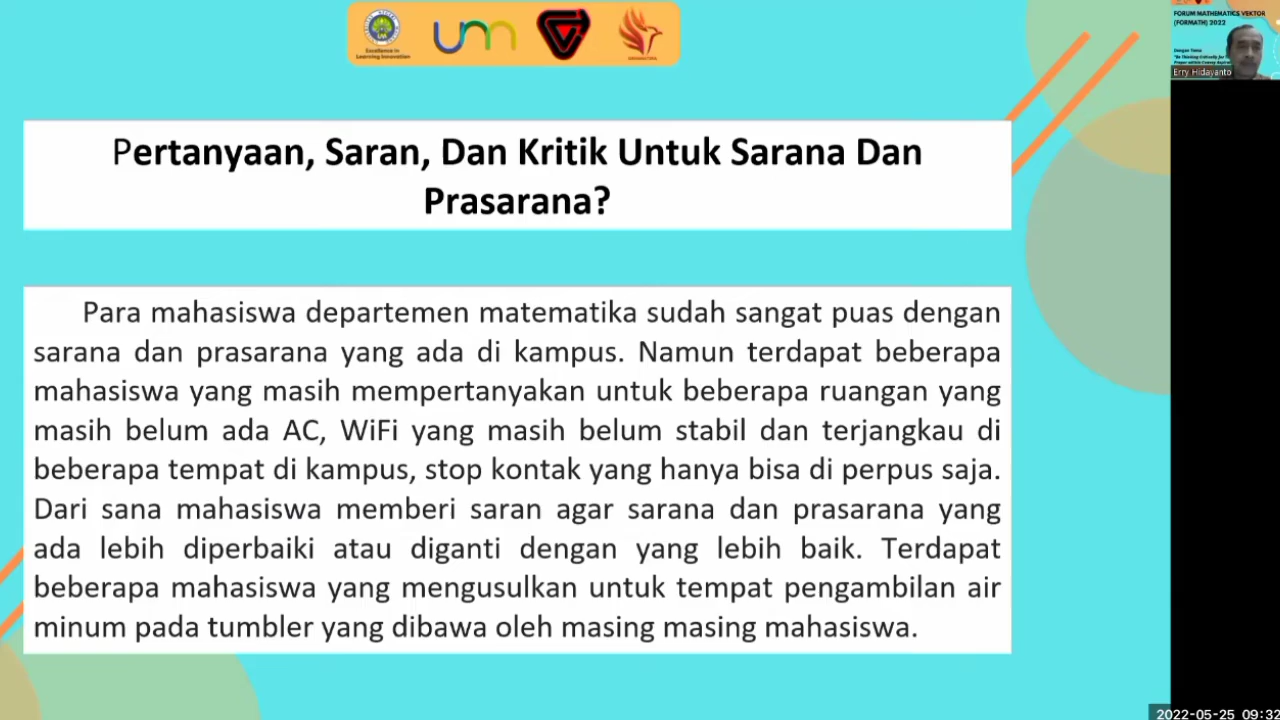 Excellence in
Learning Innovation
um
FORUM MATHEMATICS VEKTOR
(FORMATH) 2022
Dengan Tema:
Erry Hidayanto
Pertanyaan, Saran, Dan Kritik Untuk Sarana Dan
Prasarana?
Para mahasiswa departemen matematika sudah sangat puas dengan
sarana dan prasarana yang ada di kampus. Namun terdapat beberapa
mahasiswa yang masih mempertanyakan untuk beberapa ruangan yang
masih belum ada AC, WiFi yang masih belum stabil dan terjangkau di
beberapa tempat di kampus, stop kontak yang hanya bisa di perpus saja.
Dari sana mahasiswa memberi saran agar sarana dan prasarana yang
ada lebih diperbaiki atau diganti dengan yang lebih baik. Terdapat
beberapa mahasiswa yang mengusulkan untuk tempat pengambilan air
minum pada tumbler yang dibawa oleh masing masing mahasiswa.
2022-05-25 09:32